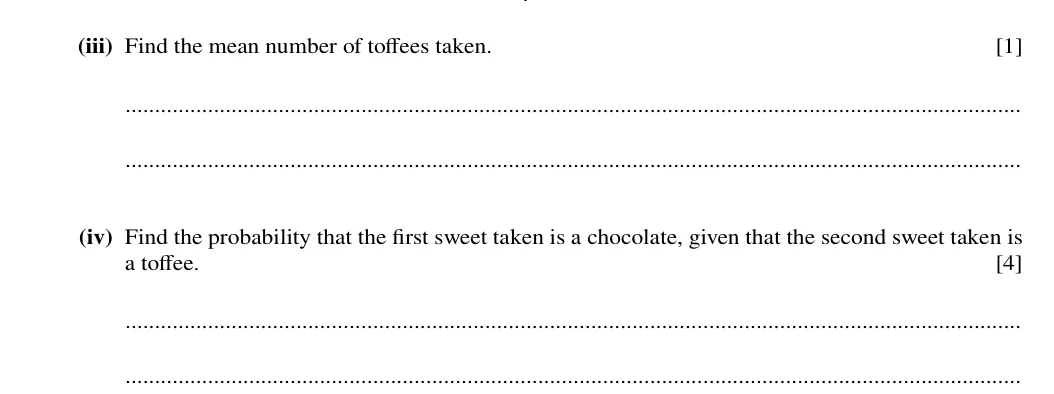 (iii) Find the mean number of toffees taken. [1]
................................................................................................................................................
................................................................................................................................................
(iv) Find the probability that the first sweet taken is a chocolate, given that the second sweet taken is
a toffee. [4]
................................................................................................................................................
................................................................................................................................................